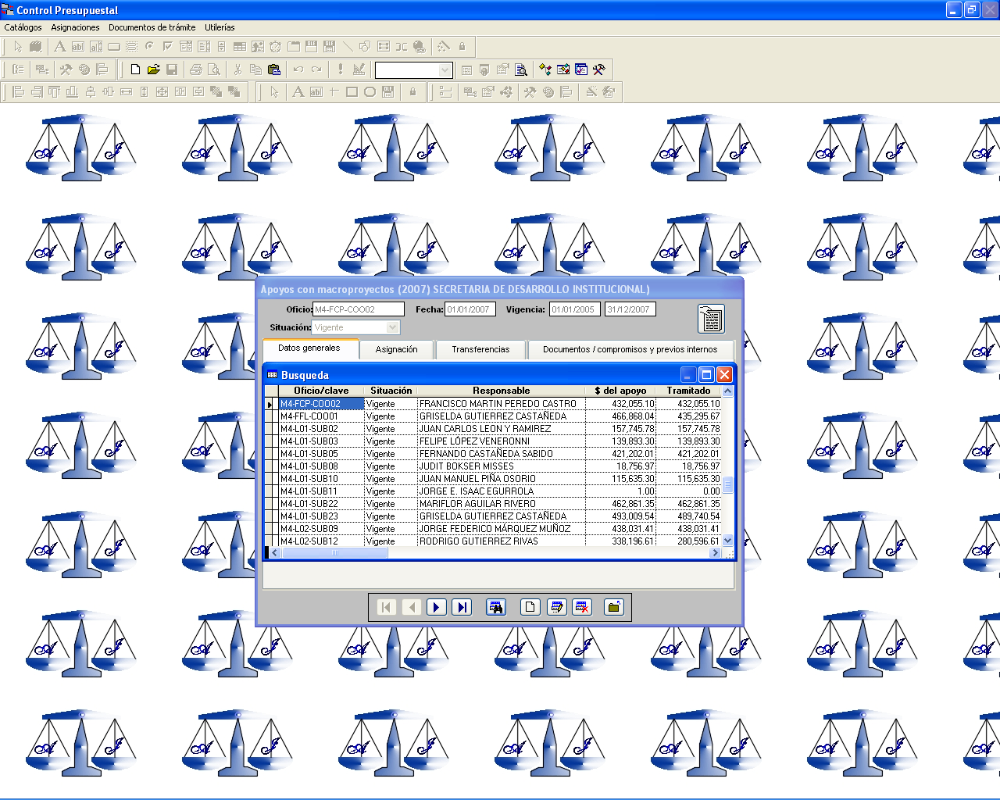 Control Presupuestal
Catálogos Asignaciones Documentos de trámite Utilerías
Apoyos con macroproyectos (2007) SECRETARIA DE DESARROLLO INSTITUCIONAL)
Oficio: M4-FCP-COO02 Fecha: 01/01/2007 Vigencia: 01/01/2005 31/12/2007
Situación: Vigente
Datos generales Asignación Transferencias Documentos / compromisos y previos internos
Busqueda
Oficio/clave Situación Responsable $ del apoyo Tramitado
M4-FCP-COO02 Vigente FRANCISCO MARTIN PEREDO CASTRO 432,055.10 432,055.10
M4-FFL-COO01 Vigente GRISELDA GUTIERREZ CASTAÑEDA 466,868.04 435,295.67
M4-L01-SUB02 Vigente JUAN CARLOS LEON Y RAMIREZ 157,745.78 157,745.78
M4-L01-SUB03 Vigente FELIPE LÓPEZ VENERONNI 139,893.30 139,893.30
M4-L01-SUB05 Vigente FERNANDO CASTAÑEDA SABIDO 421,202.01 421,202.01
M4-L01-SUB08 Vigente JUDIT BOKSER MISSES 18,756.97 18,756.97
M4-L01-SUB10 Vigente JUAN MANUEL PIÑA OSORIO 115,635.30 115,635.30
M4-L01-SUB11 Vigente JORGE E. ISAAC EGURROLA 1.00 0.00
M4-L01-SUB22 Vigente MARIFLOR AGUILAR RIVERO 462,861.35 462,861.35
M4-L01-SUB23 Vigente GRISELDA GUTIERREZ CASTAÑEDA 493,009.54 489,740.54
M4-L02-SUB09 Vigente JORGE FEDERICO MÁRQUEZ MUÑOZ 438,031.41 438,031.41
M4-L02-SUB12 Vigente RODRIGO GUTIERREZ RIVAS 338,196.61 280,596.61